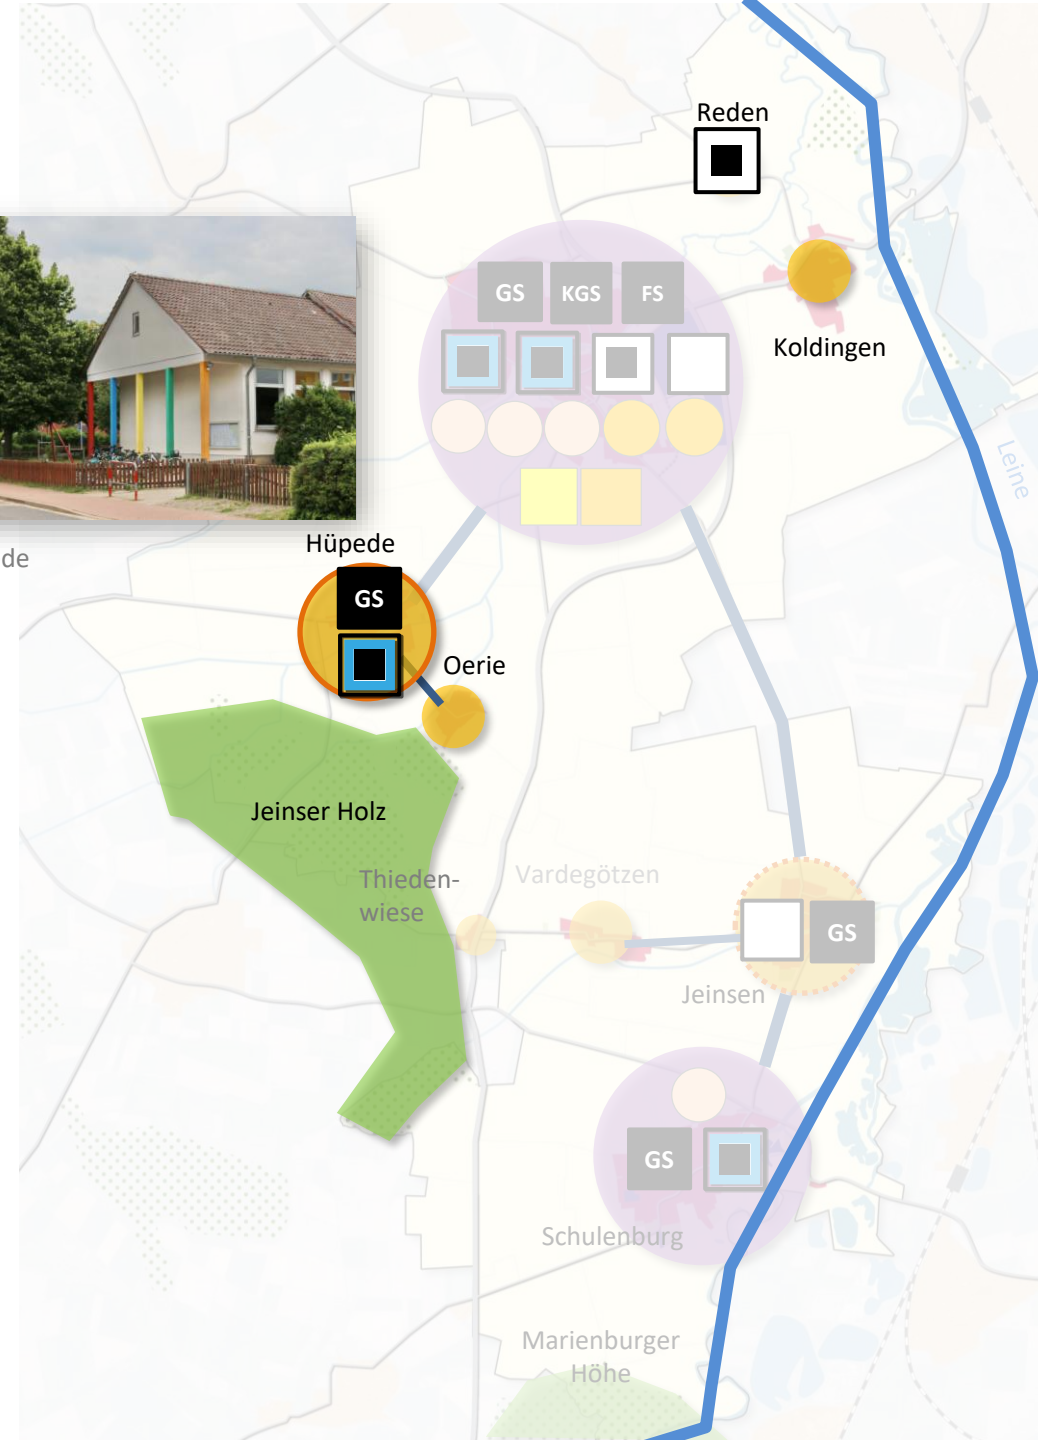 Reden
GS
KGS
FS
Koldingen
Leine
Hüpede
de
GS
Oerie
Jeinser Holz
Thieden-
wiese
Vardegötzen
GS
Jeinsen
GS
Schulenburg
Marienburger
Höhe